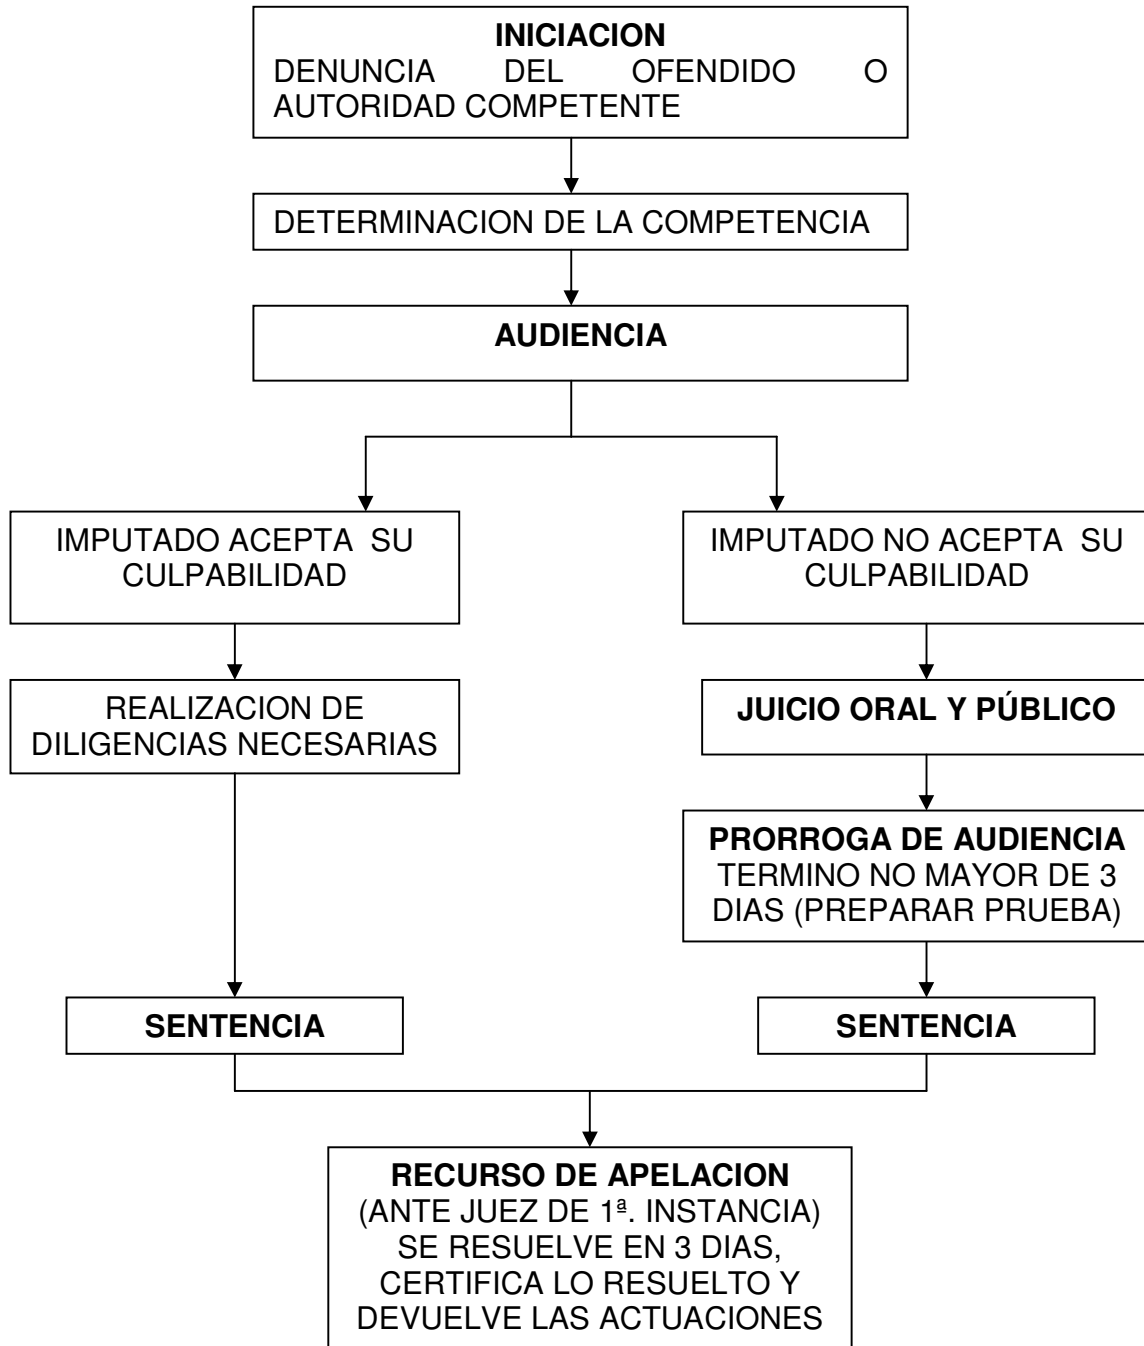 INICIACION
DENUNCIA DEL OFENDIDO O
AUTORIDAD COMPETENTE
DETERMINACION DE LA COMPETENCIA
AUDIENCIA
IMPUTADO ACEPTA SU
CULPABILIDAD
IMPUTADO NO ACEPTA SU
CULPABILIDAD
REALIZACION DE
DILIGENCIAS NECESARIAS
JUICIO ORAL Y PÚBLICO
PRORROGA DE AUDIENCIA
TERMINO NO MAYOR DE 3
DIAS (PREPARAR PRUEBA)
SENTENCIA
SENTENCIA
RECURSO DE APELACION
(ANTE JUEZ DE 1ª. INSTANCIA)
SE RESUELVE EN 3 DIAS,
CERTIFICA LO RESUELTO Y
DEVUELVE LAS ACTUACIONES